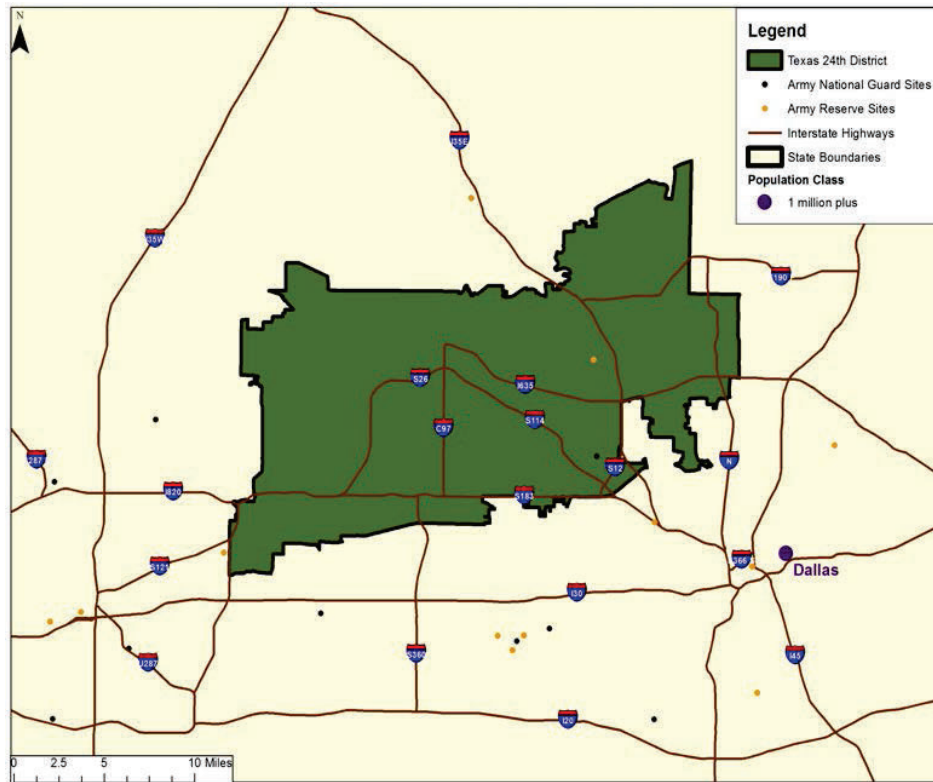 N
Legend
Texas 24th District
Army National Guard Sites
Army Reserve Sites
Interstate Highways
State Boundaries
Population Class
1 million plus
I35E
35W
I90
S26
I635
S114
C97
287
S12
N
I820
S183
S121
366
Dallas
I30
U287
S360
I45
I20
0 2.5 5 10 Miles